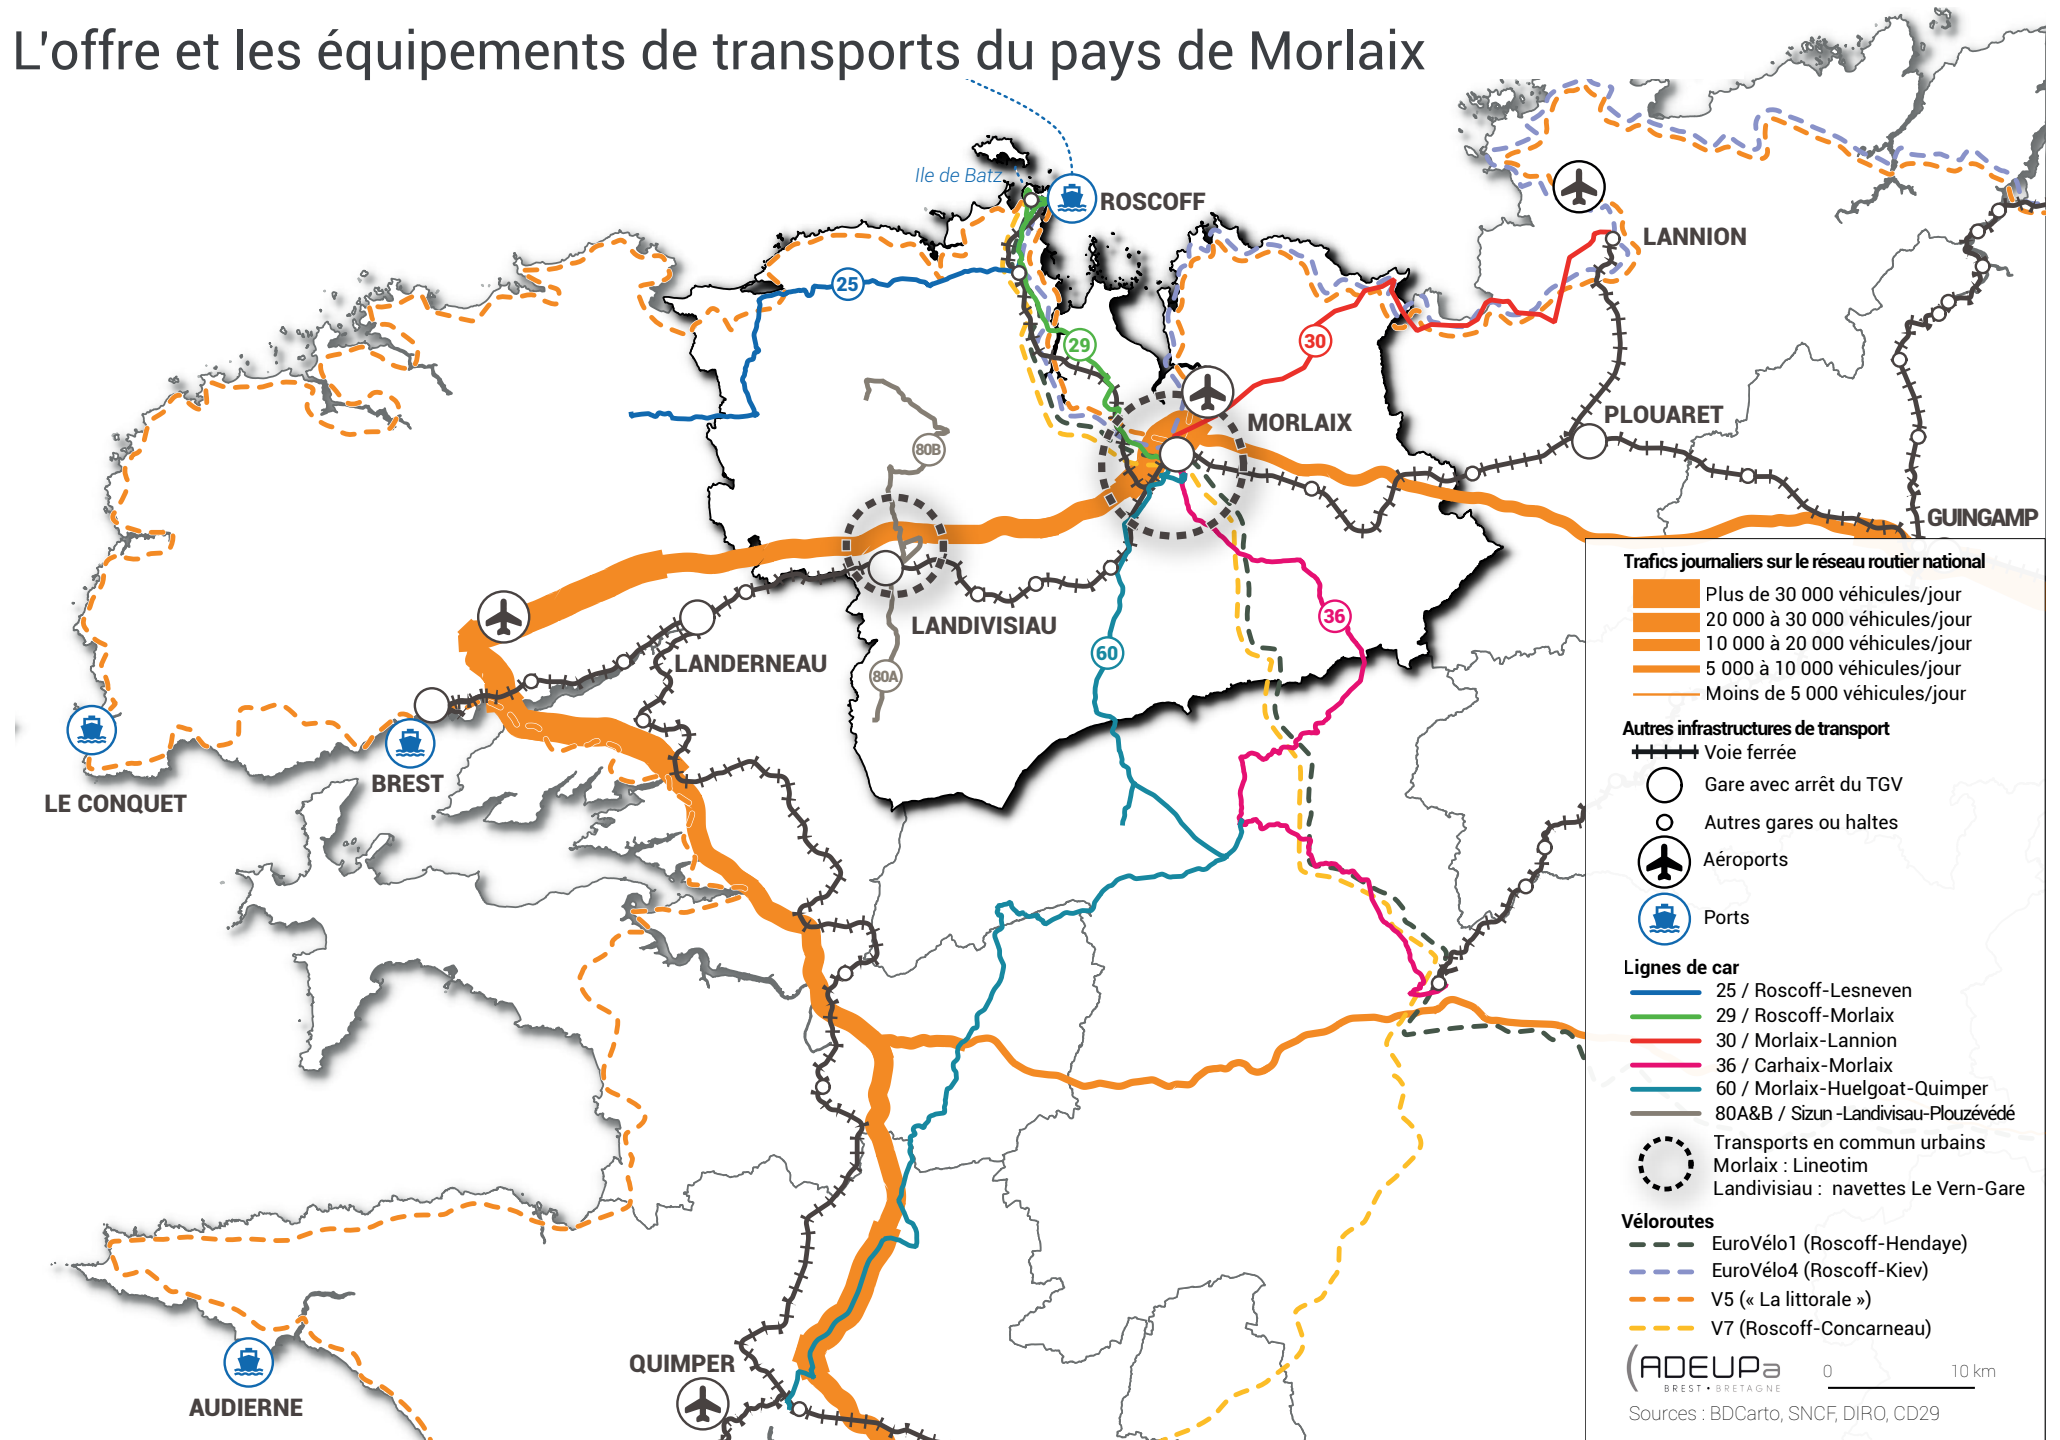 L'offre et les équipements de transports du pays de Morlaix
Ile de Batz
ROSCOFF
LANNION
25
29
30
MORLAIX
PLOUARET
80B
GUINGAMP
LANDIVISIAU
36
60
LANDERNEAU
80A
BREST
LE CONQUET
QUIMPER
AUDIERNE
Trafics journaliers sur le réseau routier national
Plus de 30 000 véhicules/jour
20 000 à 30 000 véhicules/jour
10 000 à 20 000 véhicules/jour
5 000 à 10 000 véhicules/jour
Moins de 5 000 véhicules/jour
Autres infrastructures de transport
Voie ferrée
Gare avec arrêt du TGV
Autres gares ou haltes
Aéroports
Ports
Lignes de car
25 / Roscoff-Lesneven
29 / Roscoff-Morlaix
30 / Morlaix-Lannion
36 / Carhaix-Morlaix
60 / Morlaix-Huelgoat-Quimper
80A&B / Sizun -Landivisau-Plouzévédé
Transports en commun urbains
Morlaix : Lineotim
Landivisiau : navettes Le Vern-Gare
Véloroutes
EuroVélo1 (Roscoff-Hendaye)
EuroVélo4 (Roscoff-Kiev)
V5 (« La littorale »)
V7 (Roscoff-Concarneau)
ADEUPa
BREST • BRETAGNE
0 10 km
Sources : BDCarto, SNCF, DIRO, CD29